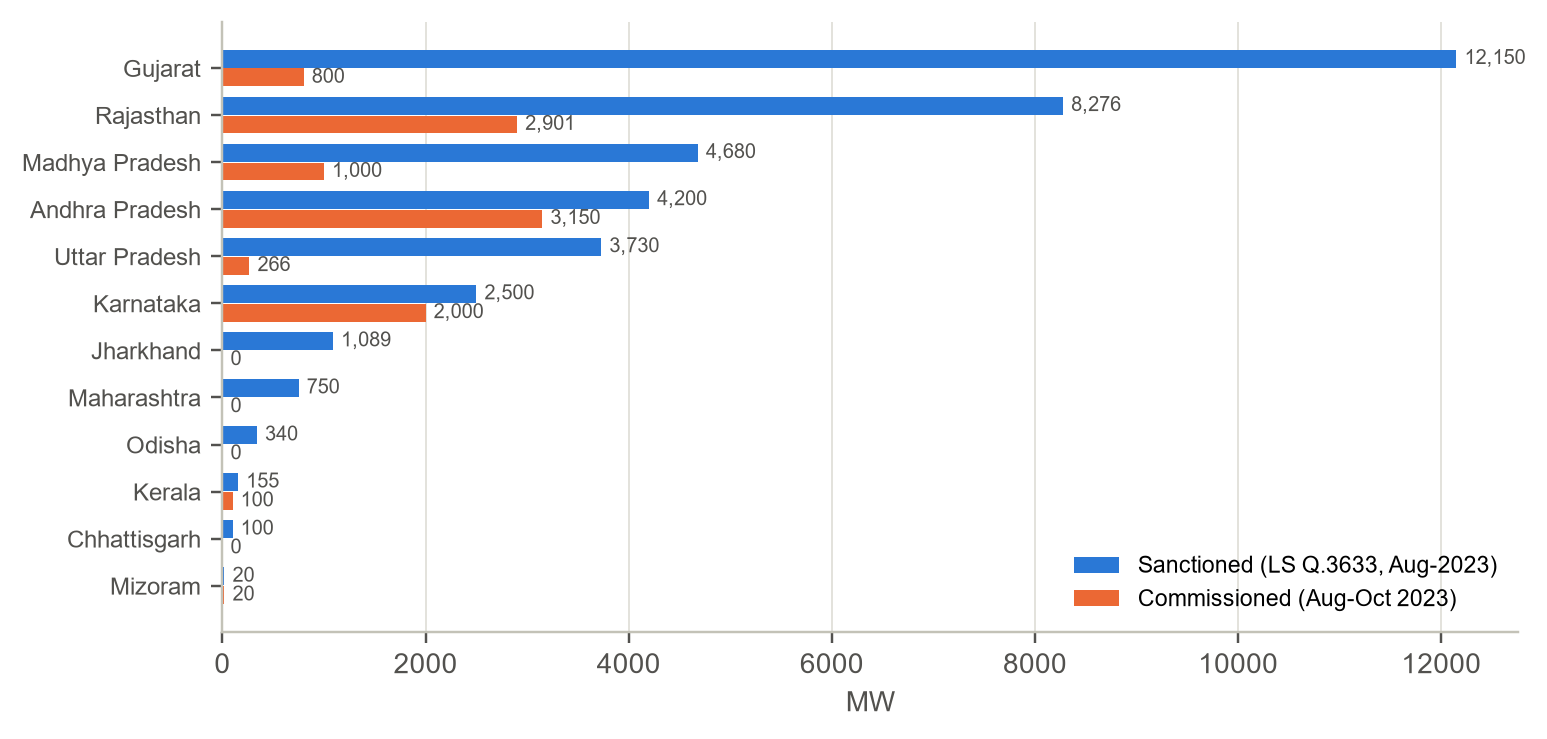 Gujarat 12,150
800
Rajasthan 8,276
2,901
Madhya Pradesh 4,680
1,000
Andhra Pradesh 4,200
3,150
Uttar Pradesh 3,730
266
Karnataka 2,500
2,000
Jharkhand 1,089
0
Maharashtra 750
0
Odisha 340
0
Kerala 155
100
Chhattisgarh 100
0
Mizoram 20
20
Sanctioned (LS Q.3633, Aug-2023)
Commissioned (Aug-Oct 2023)
0 2000 4000 6000 8000 10000 12000
MW